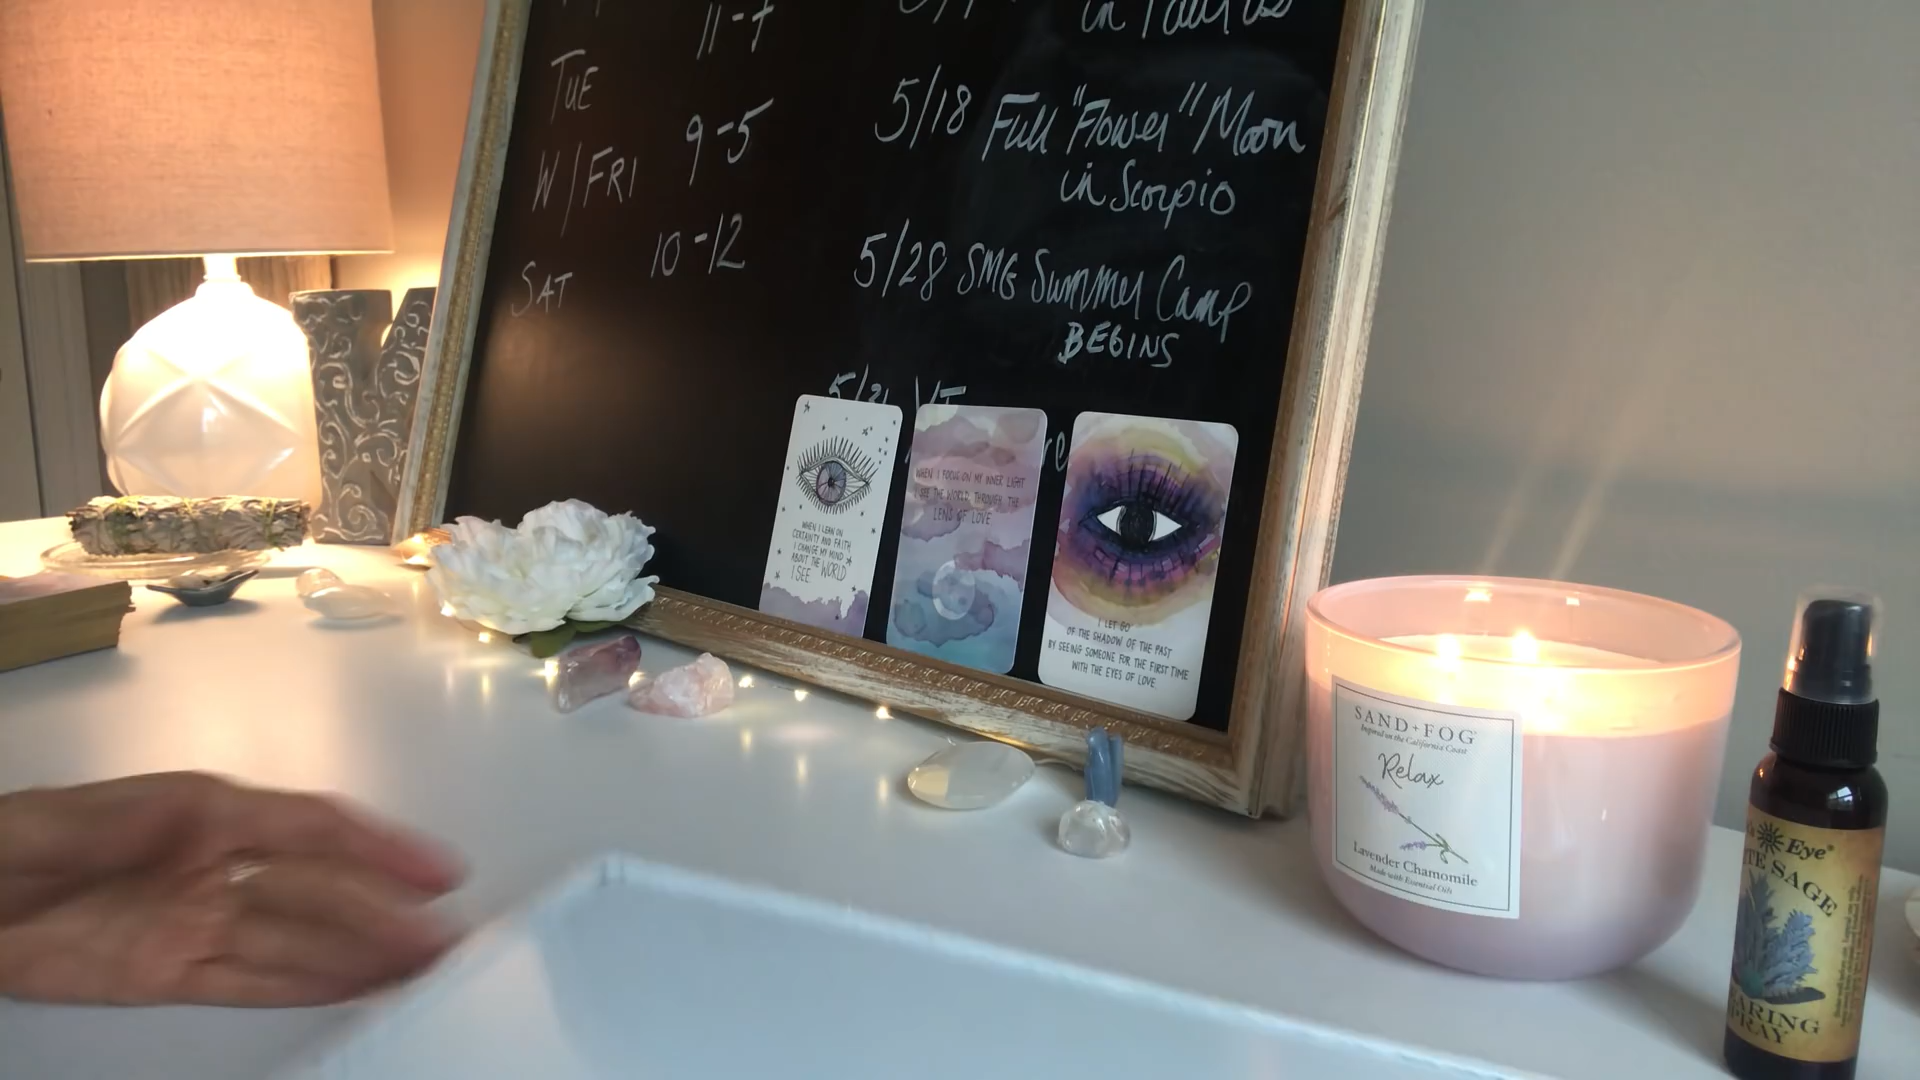 11-7
TUE
9-5
W/FRI
10-12
SAT
in Taurus
5/18 Full "Flower" Moon
in Scorpio
5/28 SMG Summer Camp
BEGINS
WHEN I LEAN ON
CERTAINTY AND FAITH,
I CHANGE MY MIND
ABOUT THE WORLD
I SEE.
WHEN I FOCUS ON MY INNER LIGHT
I SEE THE WORLD THROUGH THE
LENS OF LOVE
I LET GO
OF THE SHADOW OF THE PAST
BY SEEING SOMEONE FOR THE FIRST TIME
WITH THE EYES OF LOVE.
SAND + FOG
Inspired on the California Coast
Relax
Lavender Chamomile
Made with Essential Oils
Eye
SAGE